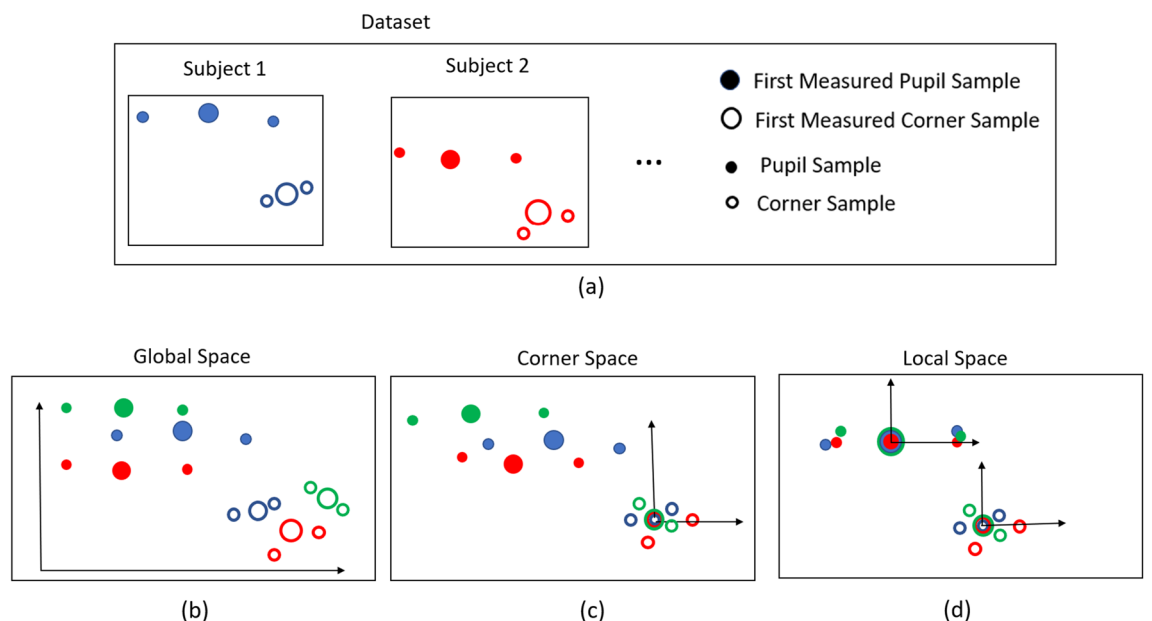 Dataset
Subject 1
Subject 2
First Measured Pupil Sample
First Measured Corner Sample
...
Pupil Sample
Corner Sample
(a)
Global Space
Corner Space
Local Space
(b)
(c)
(d)